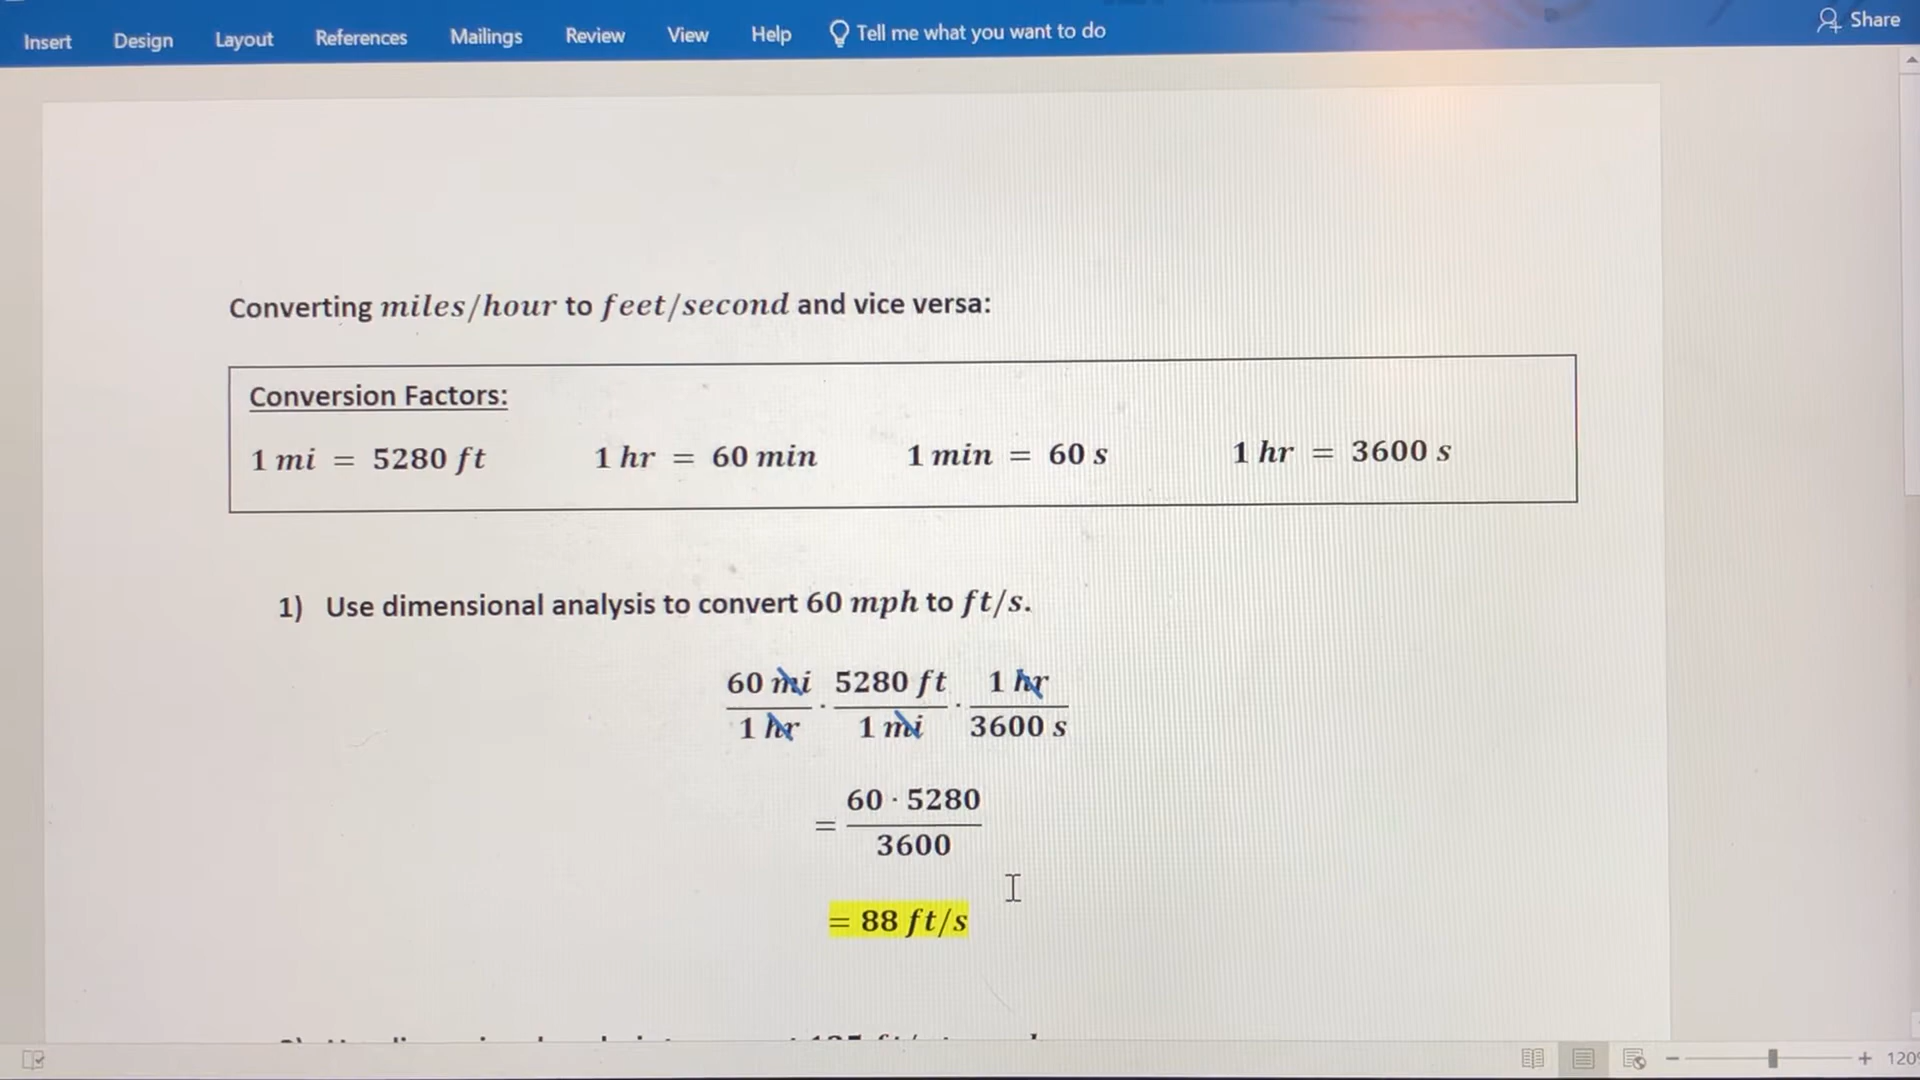 Insert Design Layout References Mailings Review View Help Tell me what you want to do Share
Converting miles/hour to feet/second and vice versa:
Conversion Factors:
1 mi = 5280 ft 1 hr = 60 min 1 min = 60 s 1 hr = 3600 s
1) Use dimensional analysis to convert 60 mph to ft/s.
60 mi 5280 ft 1 hr
· ·
1 hr 1 mi 3600 s
60 · 5280
=
3600
= 88 ft/s